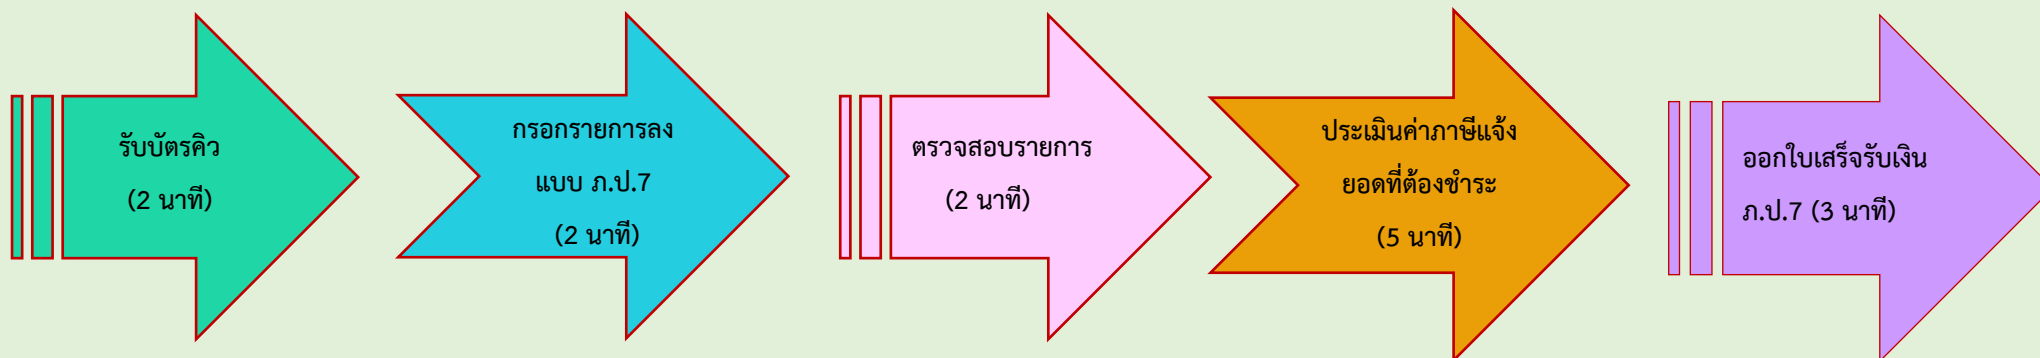 รับบัตรคิว
(2 นาที)
กรอกรายการลง
แบบ ภ.ป.7
(2 นาที)
ตรวจสอบรายการ
(2 นาที)
ประเมินค่าภาษีแจ้ง
ยอดที่ต้องชำระ
(5 นาที)
ออกใบเสร็จรับเงิน
ภ.ป.7 (3 นาที)